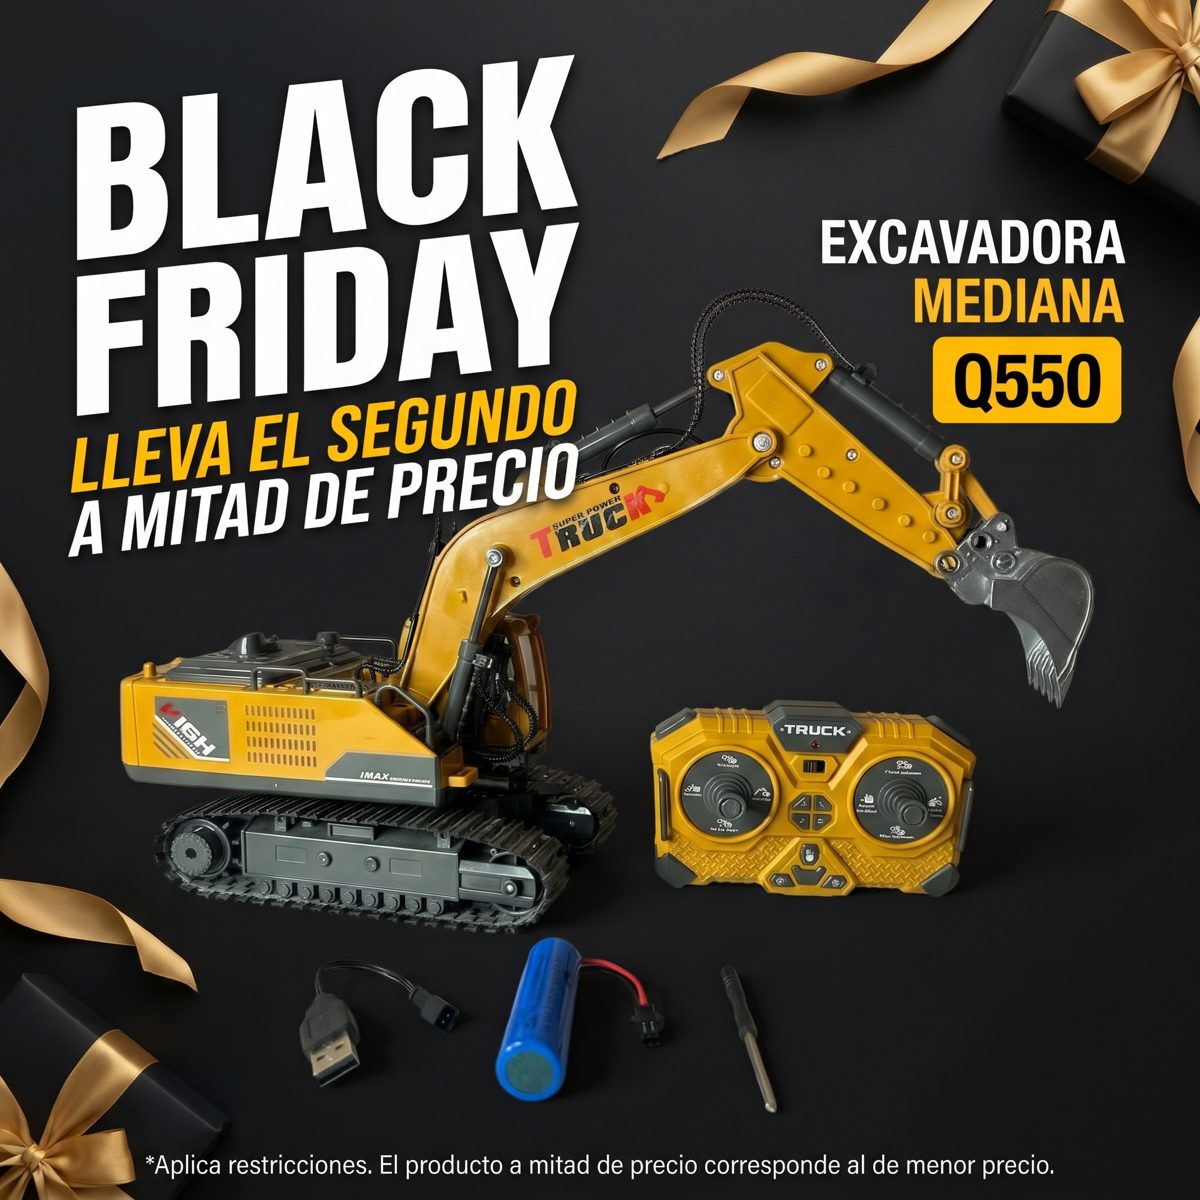 BLACK
FRIDAY
LLEVA EL SEGUNDO
A MITAD DE PRECIO
EXCAVADORA
MEDIANA
Q550
SUPER POWER
TRUCK
VIGH
IMAX
TRUCK
*Aplica restricciones. El producto a mitad de precio corresponde al de menor precio.